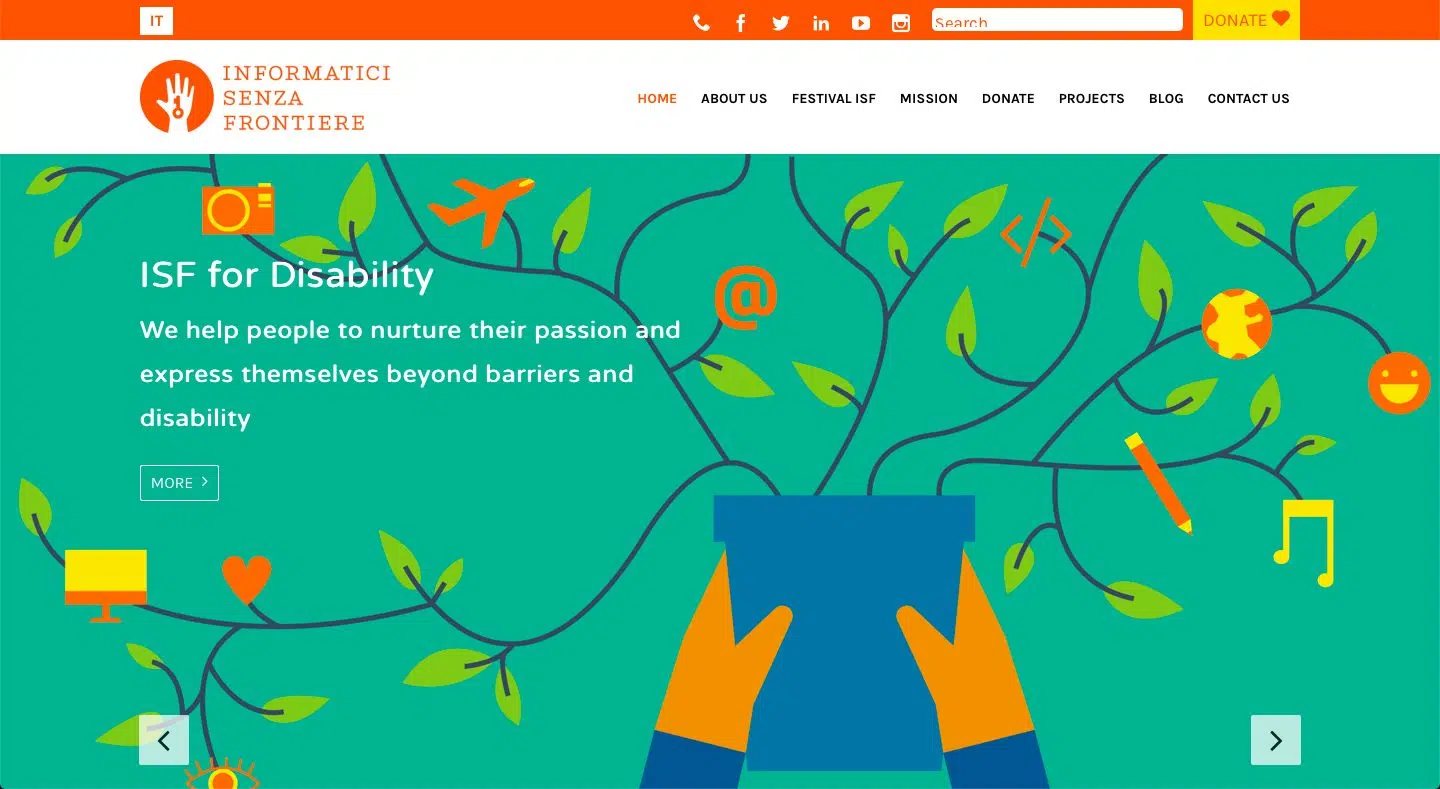 IT
Search
DONATE
INFORMATICI
SENZA
FRONTIERE
HOME ABOUT US FESTIVAL ISF MISSION DONATE PROJECTS BLOG CONTACT US
@
</>
ISF for Disability
We help people to nurture their passion and
express themselves beyond barriers and
disability
MORE